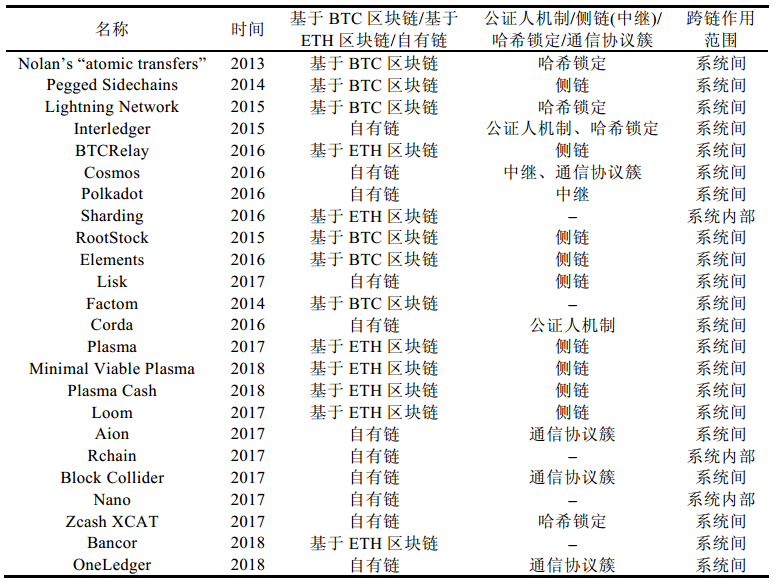 名称 时间 基于 BTC 区块链/基于 ETH 区块链/自有链 公证人机制/侧链(中继)/哈希锁定/通信协议簇 跨链作用范围
Nolan's “atomic transfers” 2013 基于 BTC 区块链 哈希锁定 系统间
Pegged Sidechains 2014 基于 BTC 区块链 侧链 系统间
Lightning Network 2015 基于 BTC 区块链 哈希锁定 系统间
Interledger 2015 自有链 公证人机制、哈希锁定 系统间
BTCRelay 2016 基于 ETH 区块链 侧链 系统间
Cosmos 2016 自有链 中继、通信协议簇 系统间
Polkadot 2016 自有链 中继 系统间
Sharding 2016 基于 ETH 区块链 – 系统内部
RootStock 2015 基于 BTC 区块链 侧链 系统间
Elements 2016 基于 BTC 区块链 侧链 系统间
Lisk 2017 自有链 侧链 系统间
Factom 2014 基于 BTC 区块链 – 系统间
Corda 2016 自有链 公证人机制 系统间
Plasma 2017 基于 ETH 区块链 侧链 系统间
Minimal Viable Plasma 2018 基于 ETH 区块链 侧链 系统间
Plasma Cash 2018 基于 ETH 区块链 侧链 系统间
Loom 2017 基于 ETH 区块链 侧链 系统间
Aion 2017 自有链 通信协议簇 系统间
Rchain 2017 自有链 – 系统内部
Block Collider 2017 自有链 通信协议簇 系统间
Nano 2017 自有链 – 系统内部
Zcash XCAT 2017 自有链 哈希锁定 系统间
Bancor 2018 基于 ETH 区块链 – 系统间
OneLedger 2018 自有链 通信协议簇 系统间